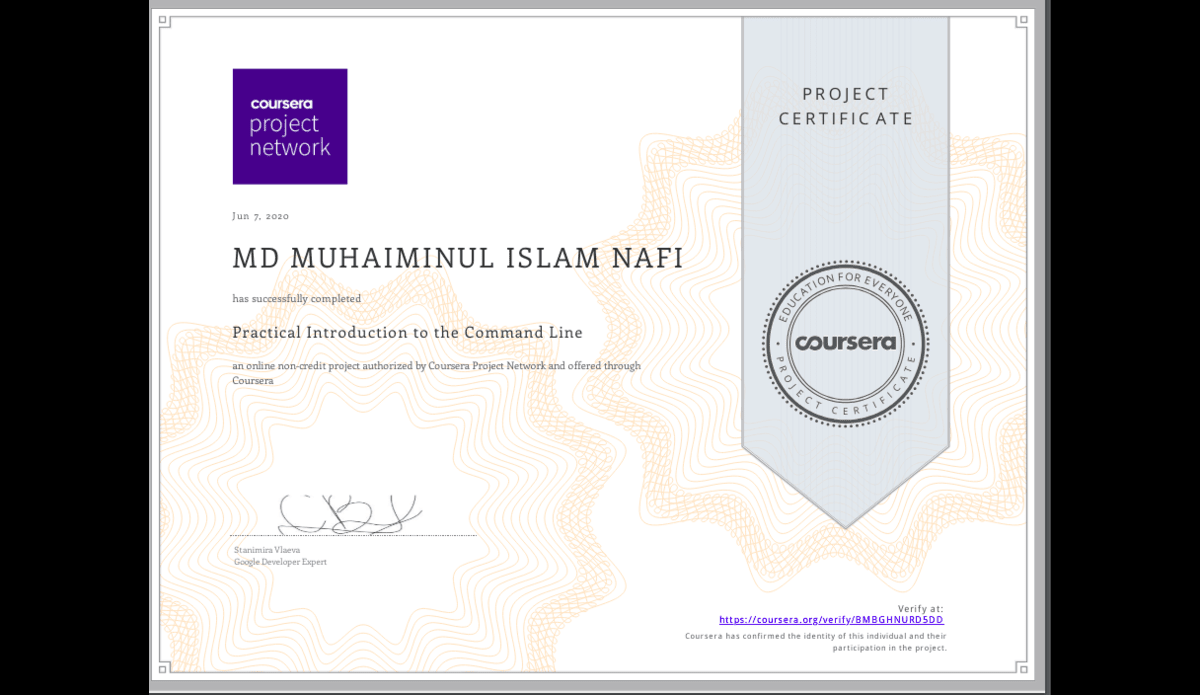 PROJECT
CERTIFICATE
coursera
project
network
Jun 7, 2020
MD MUHAIMINUL ISLAM NAFI
has successfully completed
Practical Introduction to the Command Line
an online non-credit project authorized by Coursera Project Network and offered through
Coursera
EDUCATION FOR EVERYONE
coursera
PROJECT CERTIFICATE
Stanimira Vlaeva
Google Developer Expert
Verify at:
https://coursera.org/verify/BMBGHNURD5DD
Coursera has confirmed the identity of this individual and their
participation in the project.